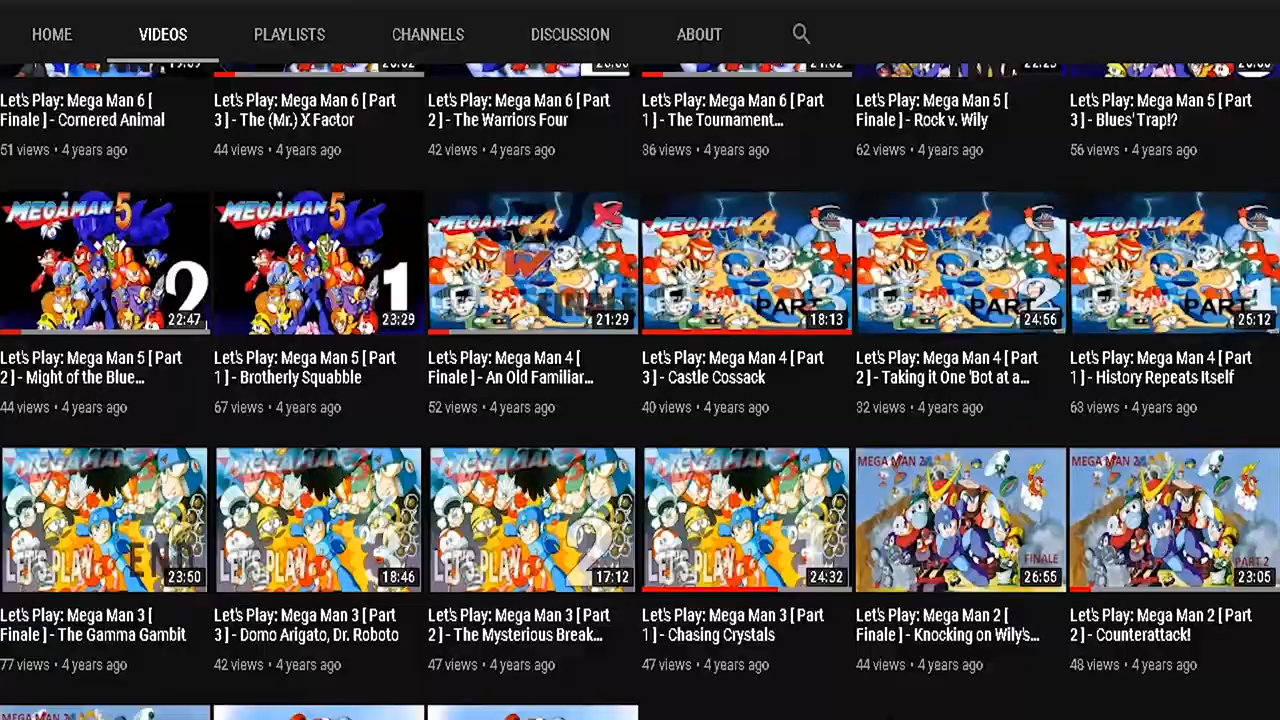 HOME VIDEOS PLAYLISTS CHANNELS DISCUSSION ABOUT
Let's Play: Mega Man 6 [
Finale ] - Cornered Animal
51 views • 4 years ago
Let's Play: Mega Man 6 [ Part
3 ] - The (Mr.) X Factor
44 views • 4 years ago
Let's Play: Mega Man 6 [ Part
2 ] - The Warriors Four
42 views • 4 years ago
Let's Play: Mega Man 6 [ Part
1 ] - The Tournament...
36 views • 4 years ago
Let's Play: Mega Man 5 [
Finale ] - Rock v. Wily
62 views • 4 years ago
Let's Play: Mega Man 5 [ Part
3 ] - Blues' Trap!?
56 views • 4 years ago
MEGAMAN 5
2
22:47
Let's Play: Mega Man 5 [ Part
2 ] - Might of the Blue...
44 views • 4 years ago
MEGAMAN 5
1
23:29
Let's Play: Mega Man 5 [ Part
1 ] - Brotherly Squabble
67 views • 4 years ago
MEGAMAN 4
FINALE
21:29
Let's Play: Mega Man 4 [
Finale ] - An Old Familiar...
52 views • 4 years ago
MEGAMAN 4
PART 3
18:13
Let's Play: Mega Man 4 [ Part
3 ] - Castle Cossack
40 views • 4 years ago
MEGAMAN 4
PART 2
24:56
Let's Play: Mega Man 4 [ Part
2 ] - Taking it One 'Bot at a...
32 views • 4 years ago
MEGAMAN 4
PART 1
25:12
Let's Play: Mega Man 4 [ Part
1 ] - History Repeats Itself
63 views • 4 years ago
LET'S PLAY END
23:50
Let's Play: Mega Man 3 [
Finale ] - The Gamma Gambit
77 views • 4 years ago
LET'S PLAY
18:46
Let's Play: Mega Man 3 [ Part
3 ] - Domo Arigato, Dr. Roboto
42 views • 4 years ago
LET'S PLAY 2
17:12
Let's Play: Mega Man 3 [ Part
2 ] - The Mysterious Break...
47 views • 4 years ago
LET'S PLAY
24:32
Let's Play: Mega Man 3 [ Part
1 ] - Chasing Crystals
47 views • 4 years ago
MEGA MAN 2
FINALE
26:55
Let's Play: Mega Man 2 [
Finale ] - Knocking on Wily's...
44 views • 4 years ago
MEGA MAN 2
PART 2
23:05
Let's Play: Mega Man 2 [ Part
2 ] - Counterattack!
48 views • 4 years ago